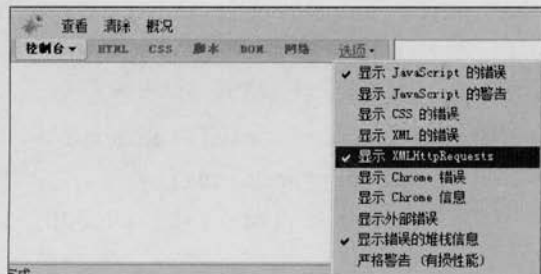 查看 清除 概况
控制台 HTML CSS 脚本 DOM 网络 选项
显示 JavaScript 的错误
显示 JavaScript 的警告
显示 CSS 的错误
显示 XML 的错误
显示 XMLHttpRequests
显示 Chrome 错误
显示 Chrome 信息
显示外部错误
显示错误的堆栈信息
严格警告 (有损性能)